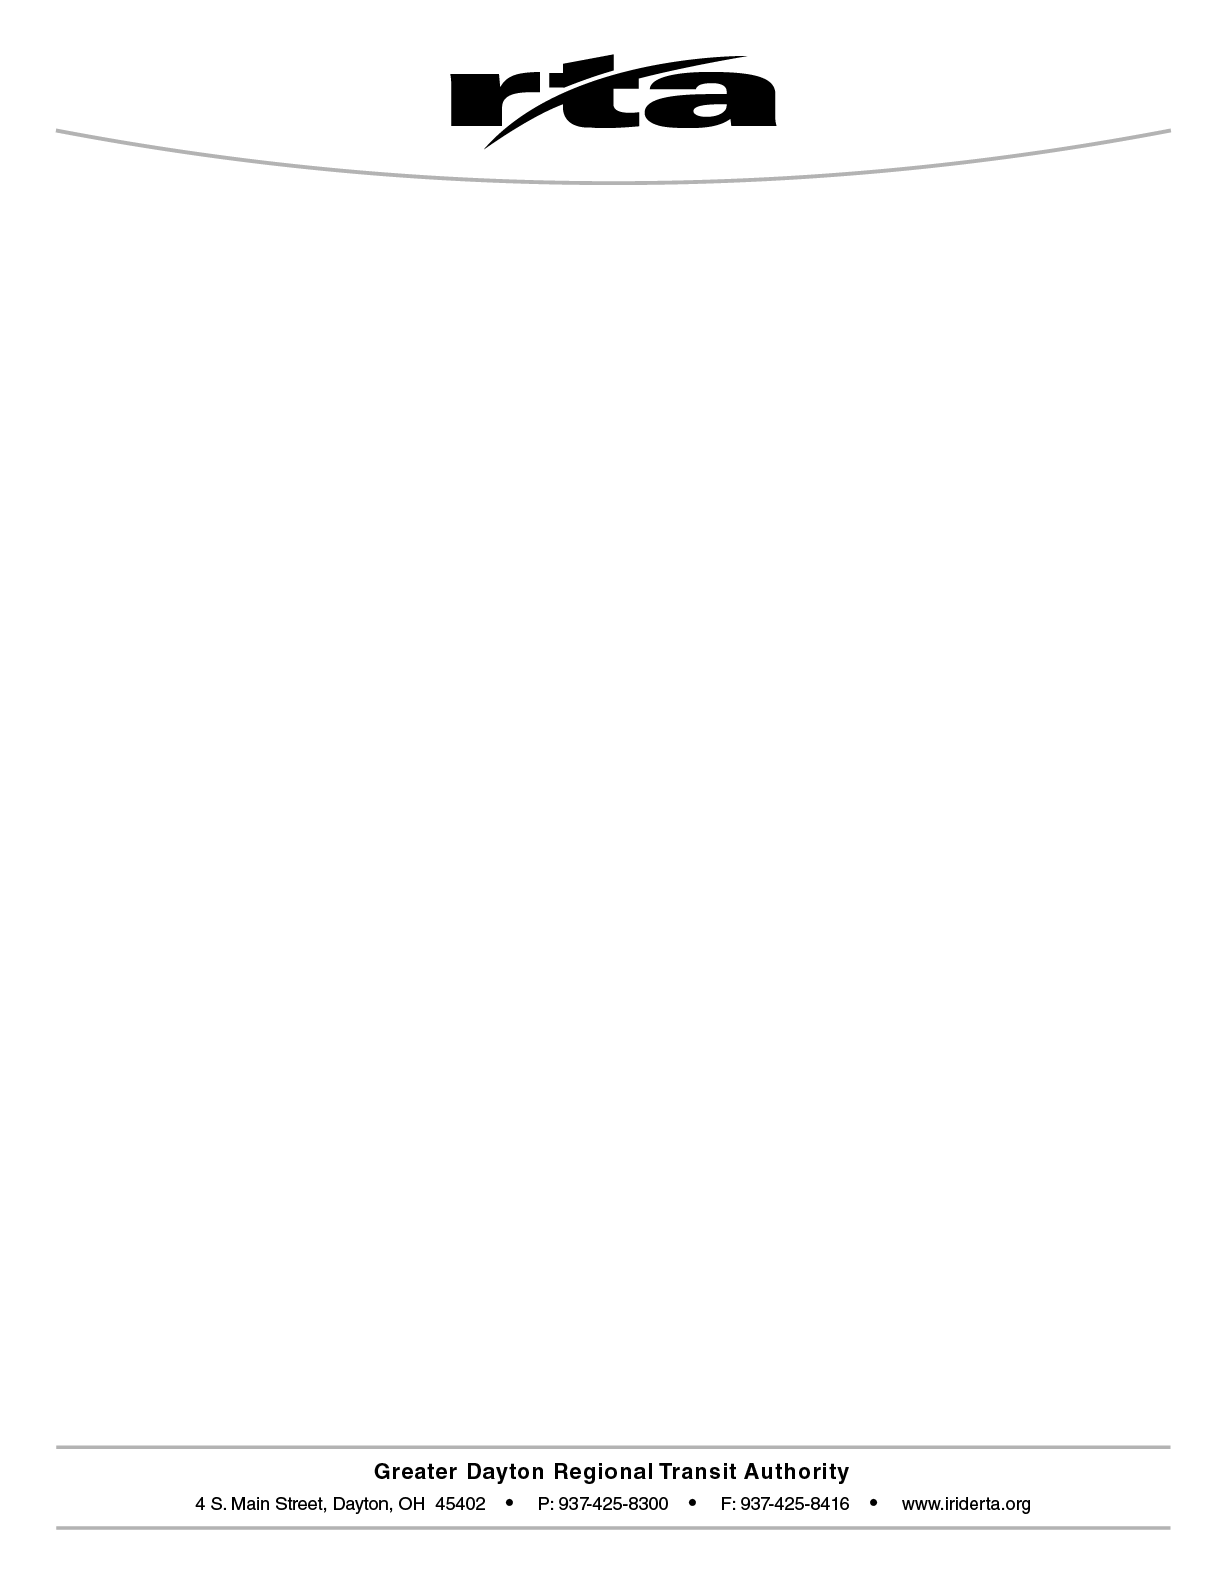 rta
Greater Dayton Regional Transit Authority
4 S. Main Street, Dayton, OH 45402 • P: 937-425-8300 • F: 937-425-8416 • www.iriderta.org